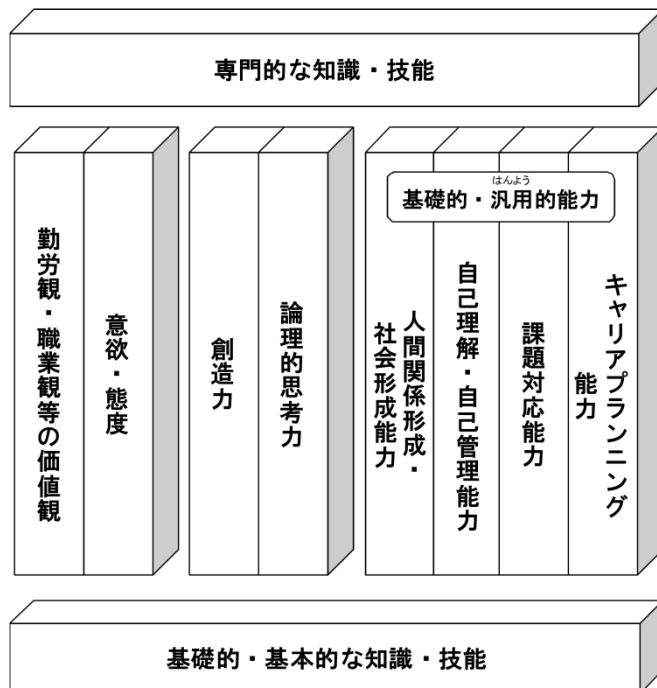 専門的な知識・技能
勤労観・職業観等の価値観
意欲・態度
創造力
論理的思考力
はんよう
基礎的・汎用的能力
人間関係形成・
社会形成能力
自己理解・自己管理能力
課題対応能力
キャリアプランニング
能力
基礎的・基本的な知識・技能